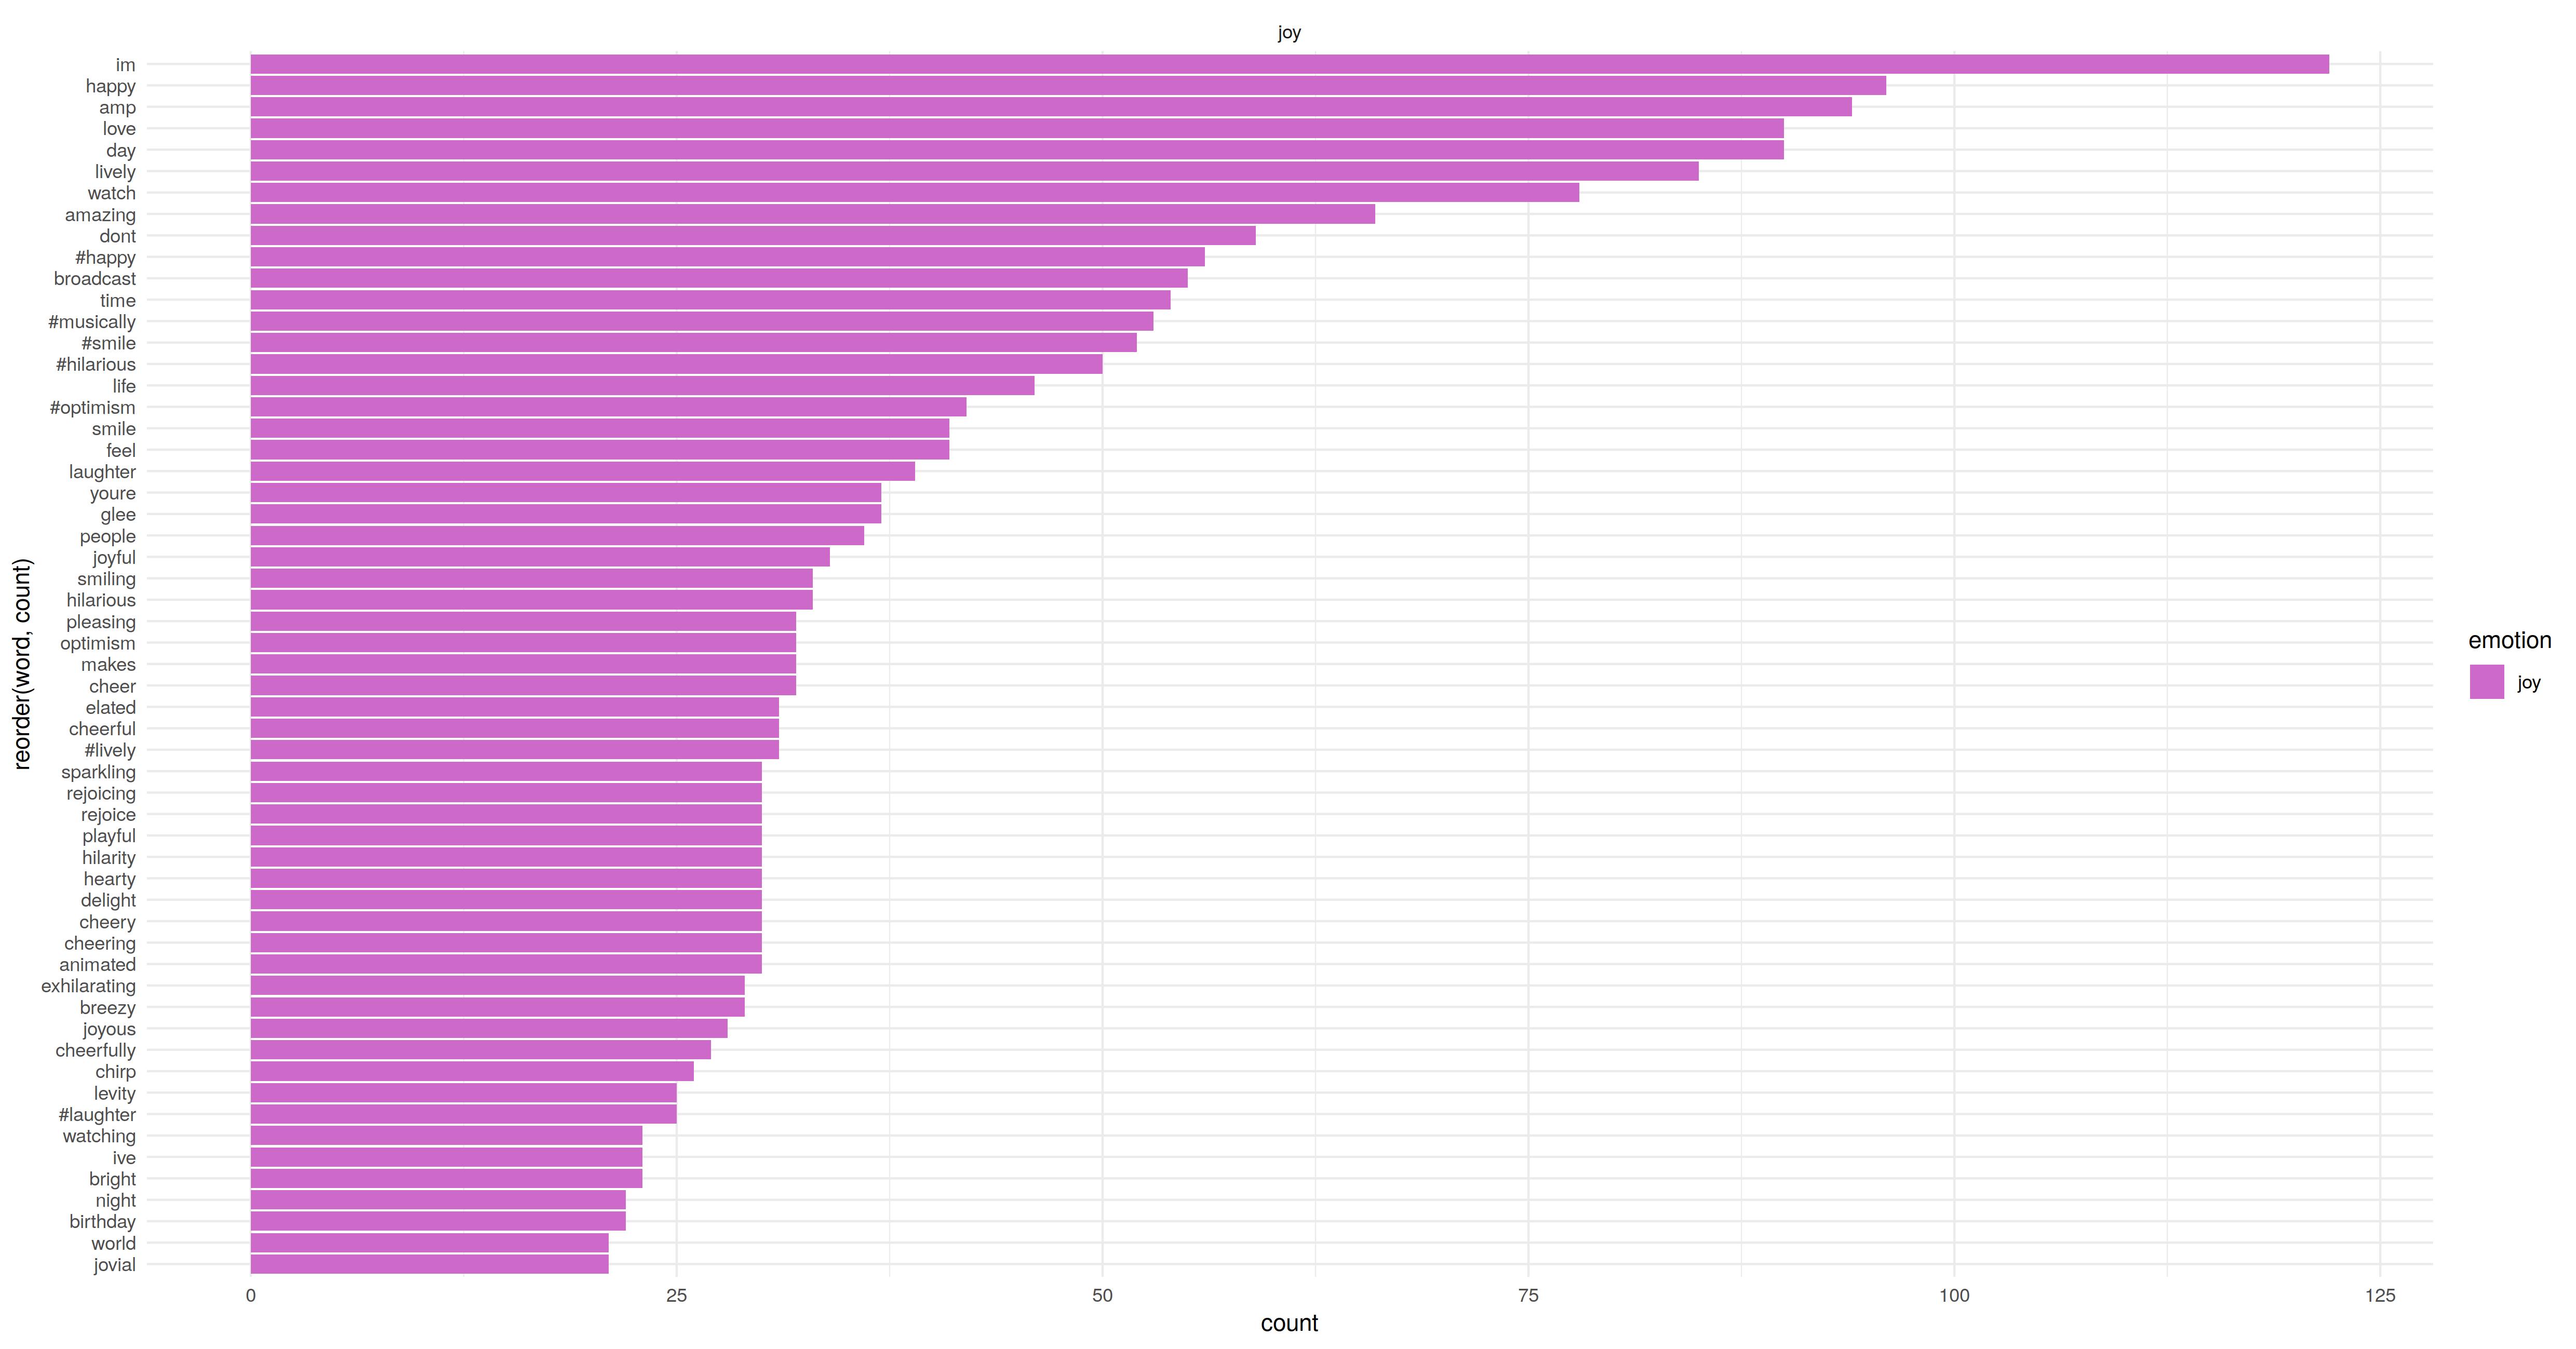 joy
im
happy
amp
love
day
lively
watch
amazing
dont
#happy
broadcast
time
#musically
#smile
#hilarious
life
#optimism
smile
feel
laughter
youre
glee
people
joyful
smiling
hilarious
pleasing
optimism
makes
cheer
elated
cheerful
#lively
sparkling
rejoicing
rejoice
playful
hilarity
hearty
delight
cheery
cheering
animated
exhilarating
breezy
joyous
cheerfully
chirp
levity
#laughter
watching
ive
bright
night
birthday
world
jovial
reorder(word, count)
0 25 50 75 100 125
count
emotion
joy